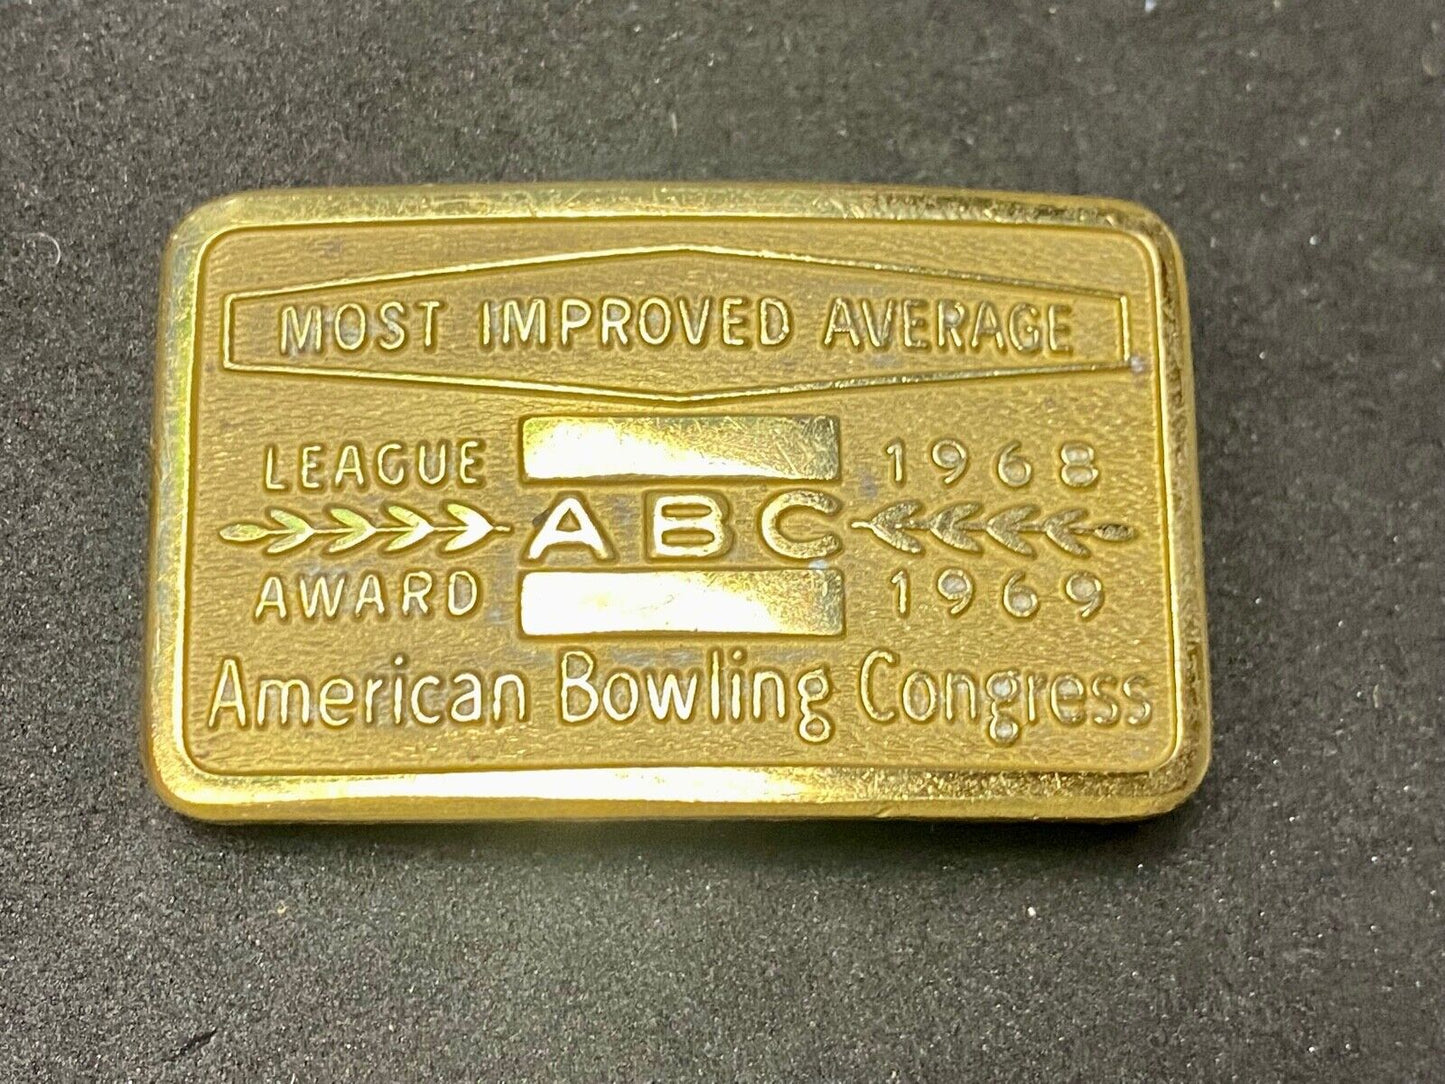 MOST IMPROVED AVERAGE
LEAGUE 1968
ABC
AWARD 1969
American Bowling Congress